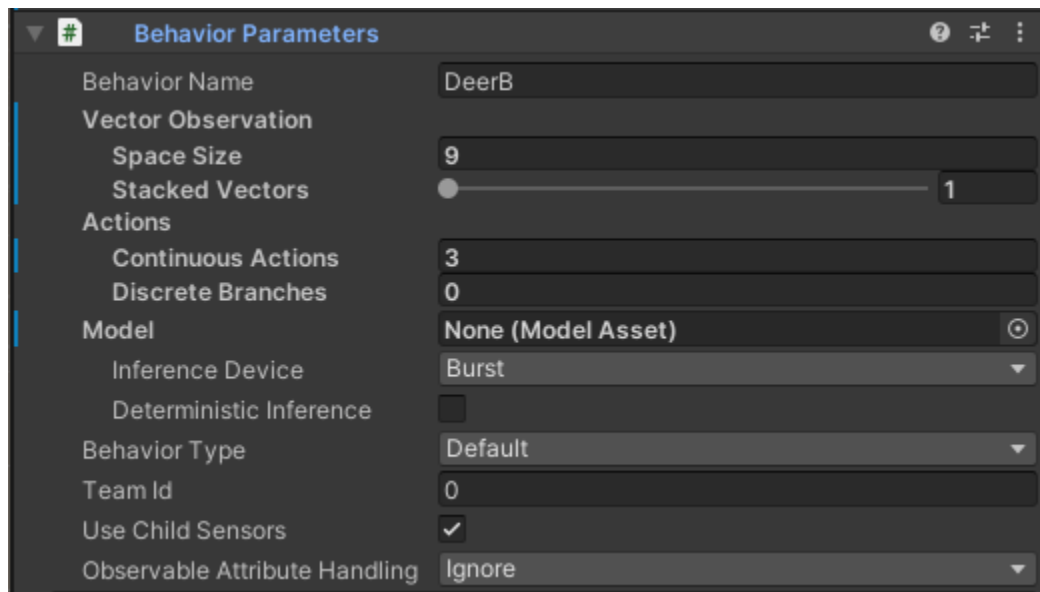 # Behavior Parameters
Behavior Name DeerB
Vector Observation
Space Size 9
Stacked Vectors 1
Actions
Continuous Actions 3
Discrete Branches 0
Model None (Model Asset)
Inference Device Burst
Deterministic Inference
Behavior Type Default
Team Id 0
Use Child Sensors
Observable Attribute Handling Ignore